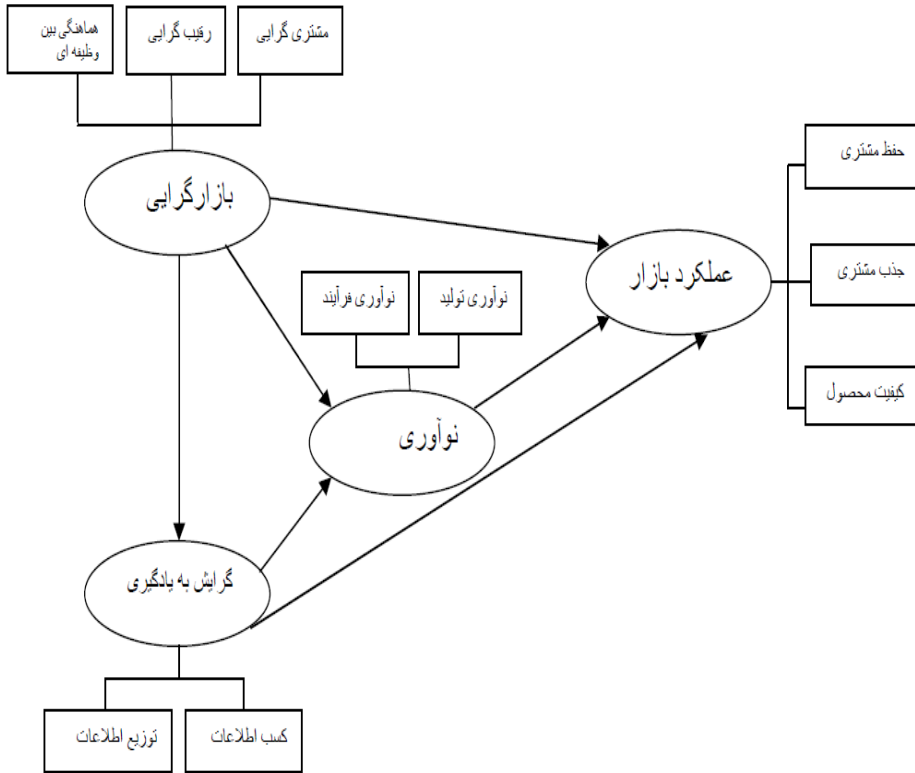 مشتری گرایی
رقیب گرایی
هماهنگی بین
وظیفه ای
بازارگرایی
حفظ مشتری
عملکرد بازار
جذب مشتری
نوآوری تولید
نوآوری فرآیند
کیفیت محصول
نوآوری
گرایش به یادگیری
کسب اطلاعات
توزیع اطلاعات